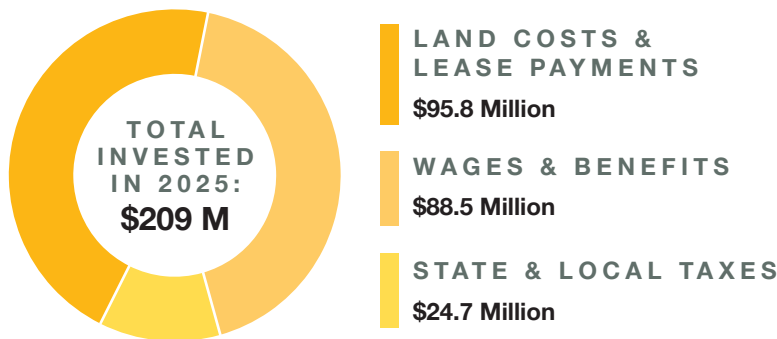 TOTAL
INVESTED
IN 2025:
$209 M
LAND COSTS &
LEASE PAYMENTS
$95.8 Million
WAGES & BENEFITS
$88.5 Million
STATE & LOCAL TAXES
$24.7 Million